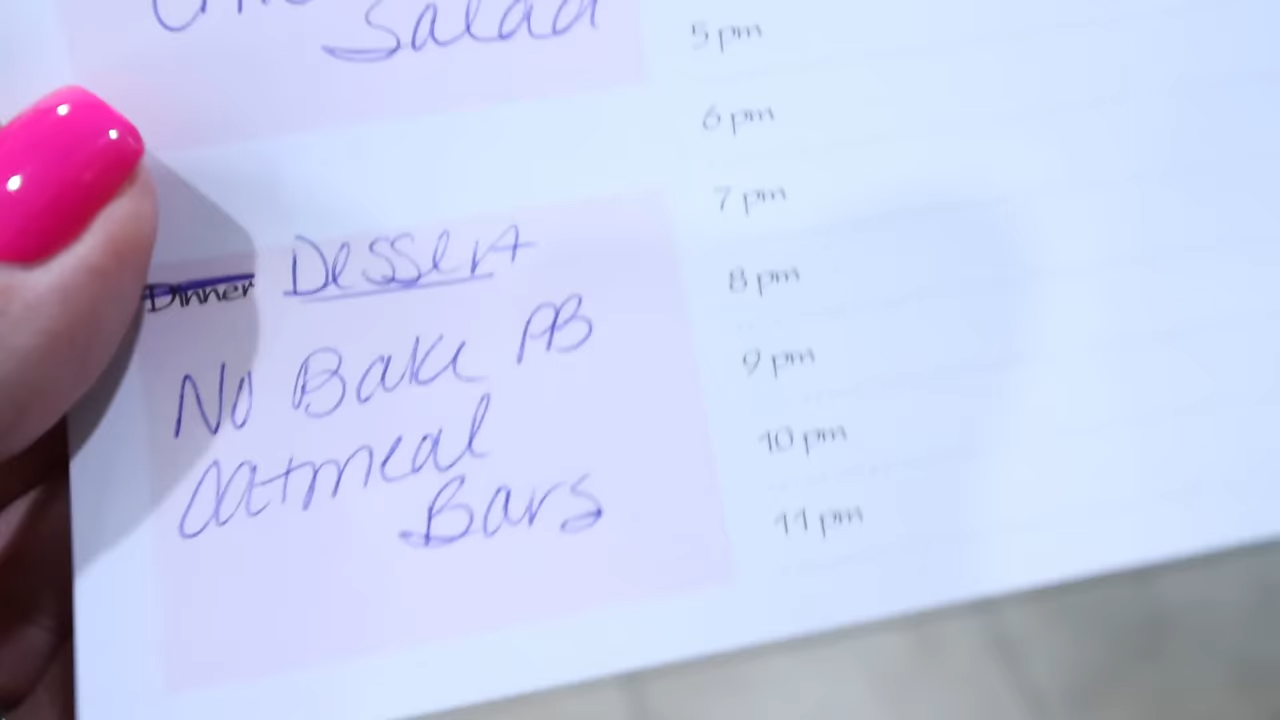 Salad
Dinner Dessert
No Bake PB
Oatmeal
Bars
5 pm
6 pm
7 pm
8 pm
9 pm
10 pm
11 pm